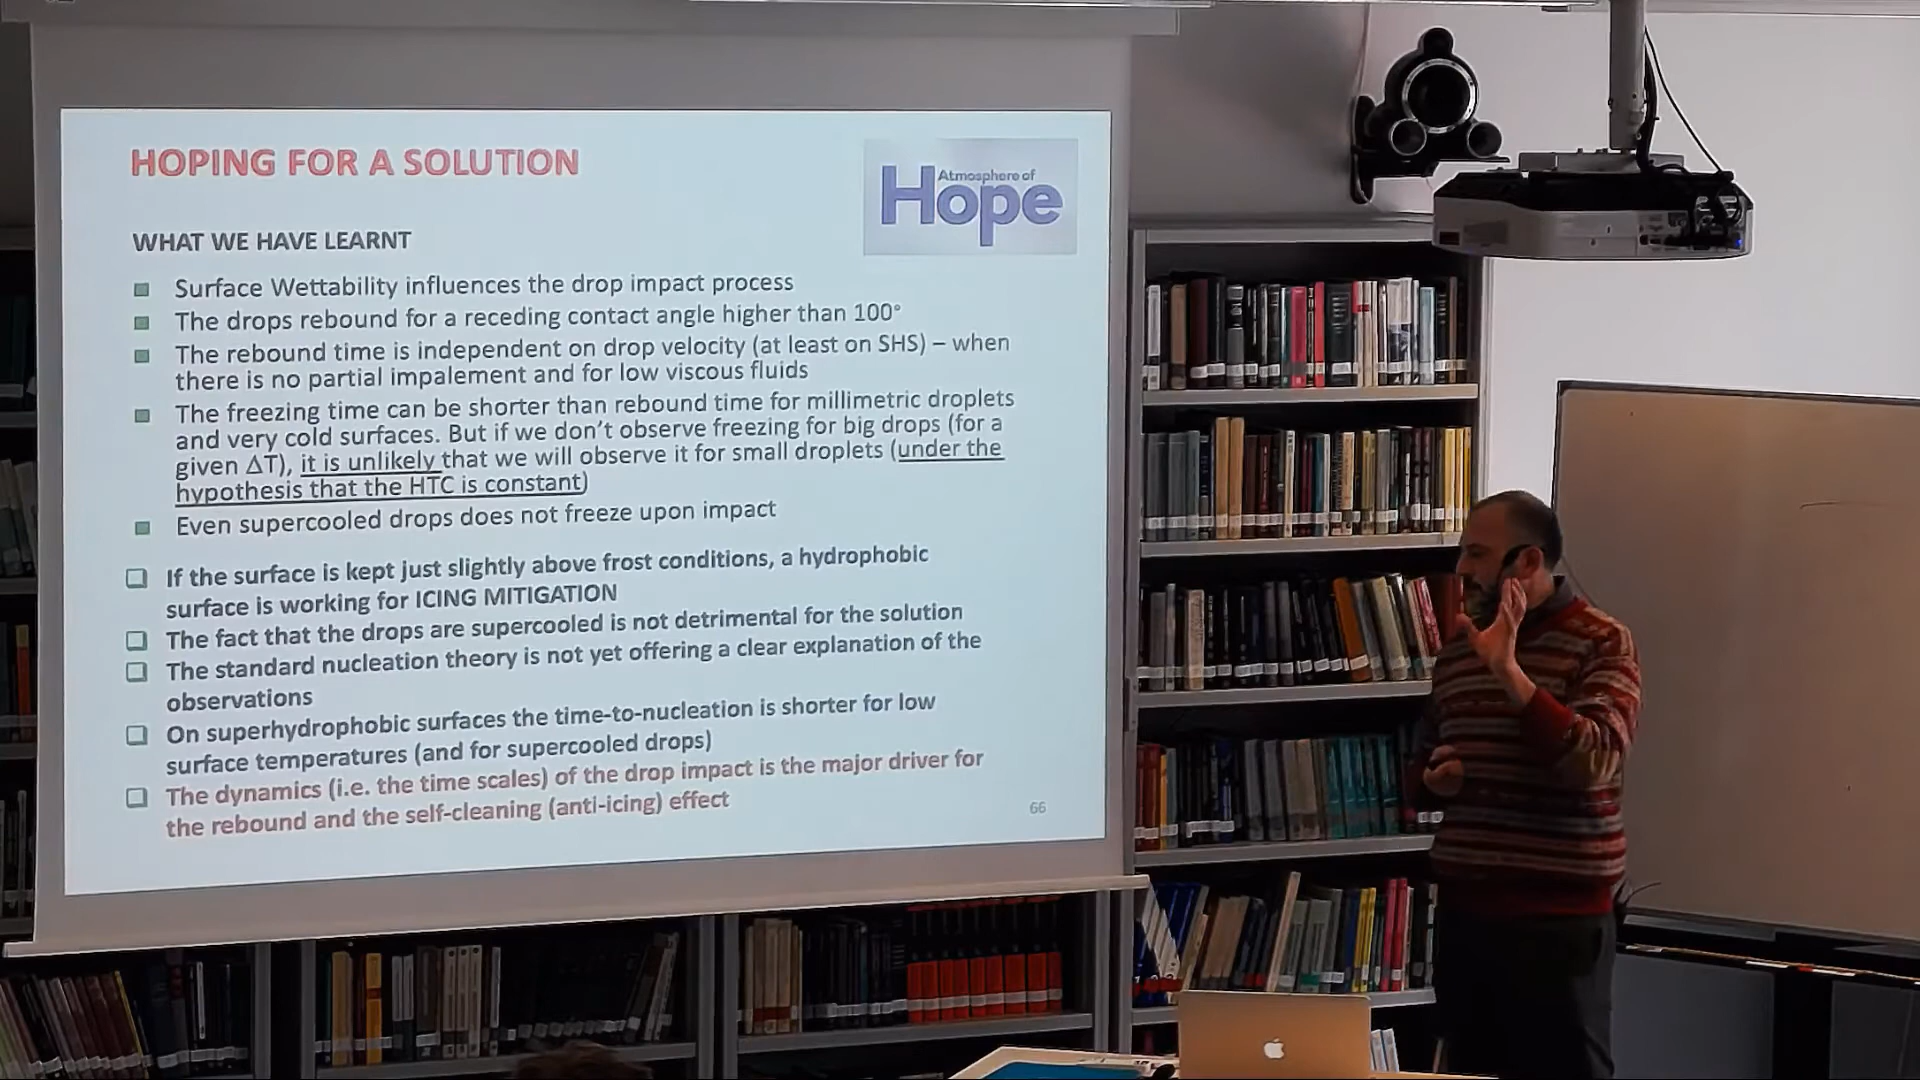 HOPING FOR A SOLUTION
Atmosphere of
Hope
WHAT WE HAVE LEARNT
Surface Wettability influences the drop impact process
The drops rebound for a receding contact angle higher than 100°
The rebound time is independent on drop velocity (at least on SHS) – when
there is no partial impalement and for low viscous fluids
The freezing time can be shorter than rebound time for millimetric droplets
and very cold surfaces. But if we don't observe freezing for big drops (for a
given ΔT), it is unlikely that we will observe it for small droplets (under the
hypothesis that the HTC is constant)
Even supercooled drops does not freeze upon impact
If the surface is kept just slightly above frost conditions, a hydrophobic
surface is working for ICING MITIGATION
The fact that the drops are supercooled is not detrimental for the solution
The standard nucleation theory is not yet offering a clear explanation of the
observations
On superhydrophobic surfaces the time-to-nucleation is shorter for low
surface temperatures (and for supercooled drops)
The dynamics (i.e. the time scales) of the drop impact is the major driver for
the rebound and the self-cleaning (anti-icing) effect
66